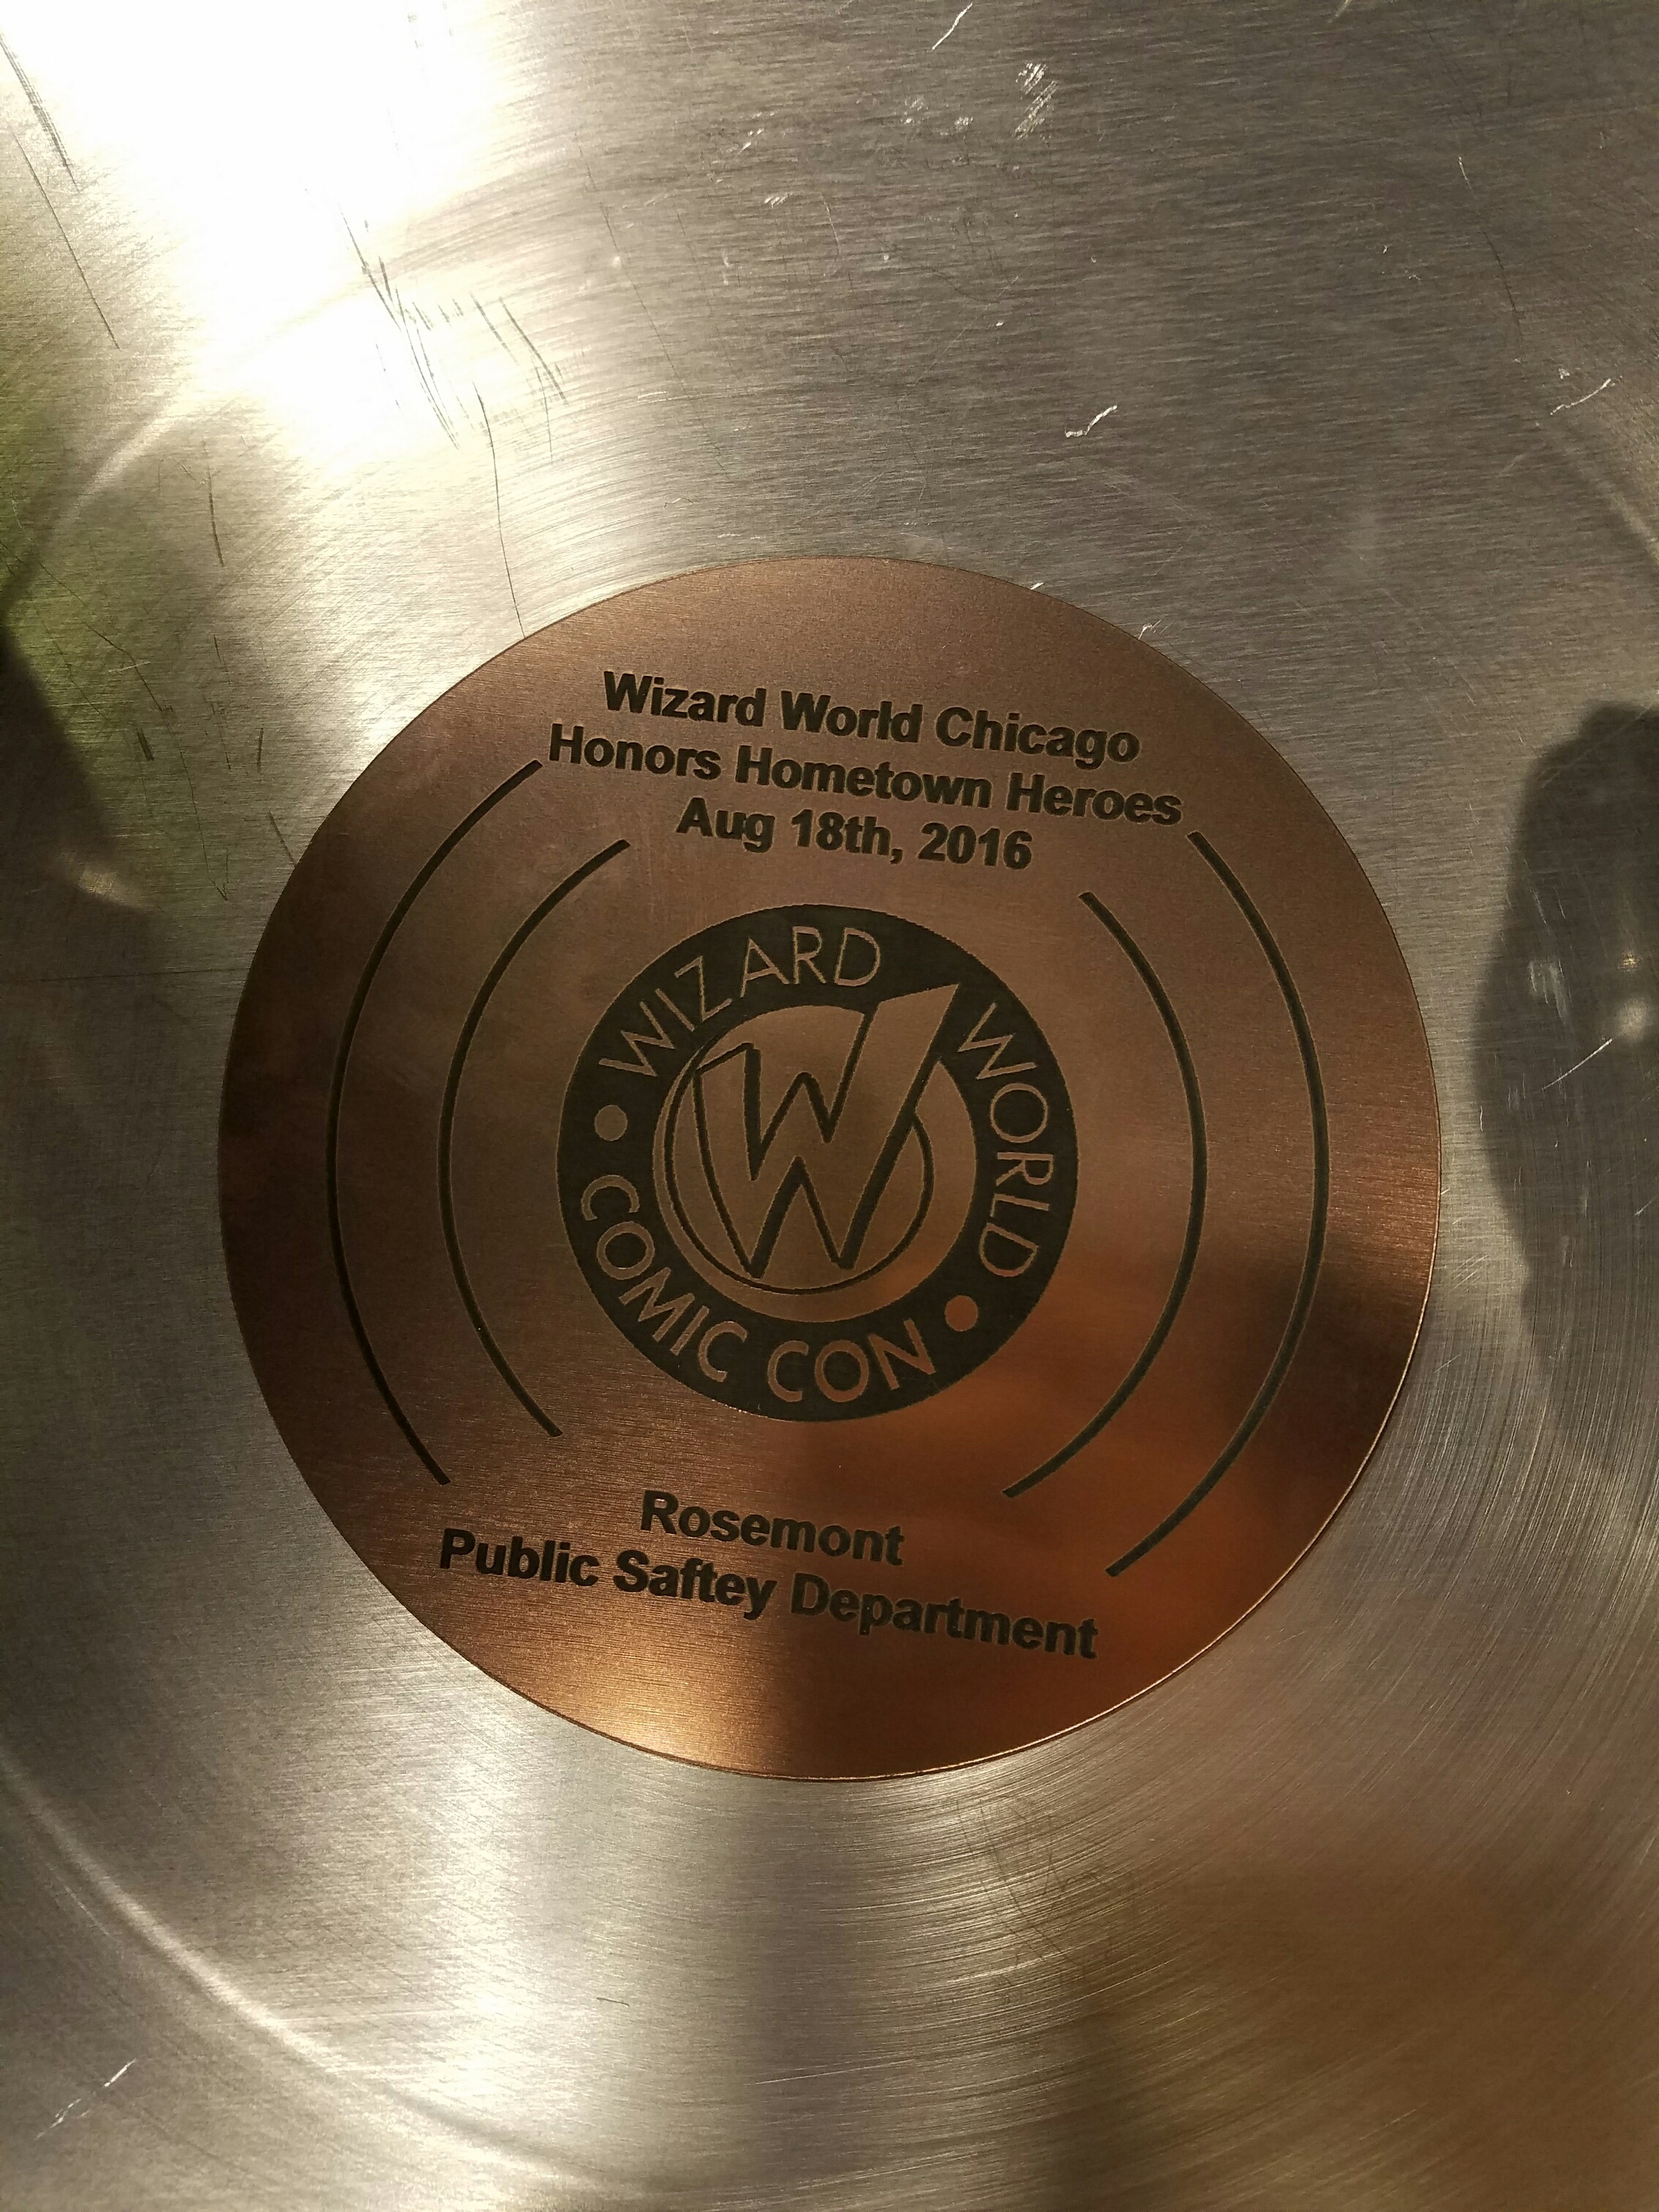 Wizard World Chicago
Honors Hometown Heroes
Aug 18th, 2016
WIZARD WORLD
W
COMIC CON
Rosemont
Public Saftey Department